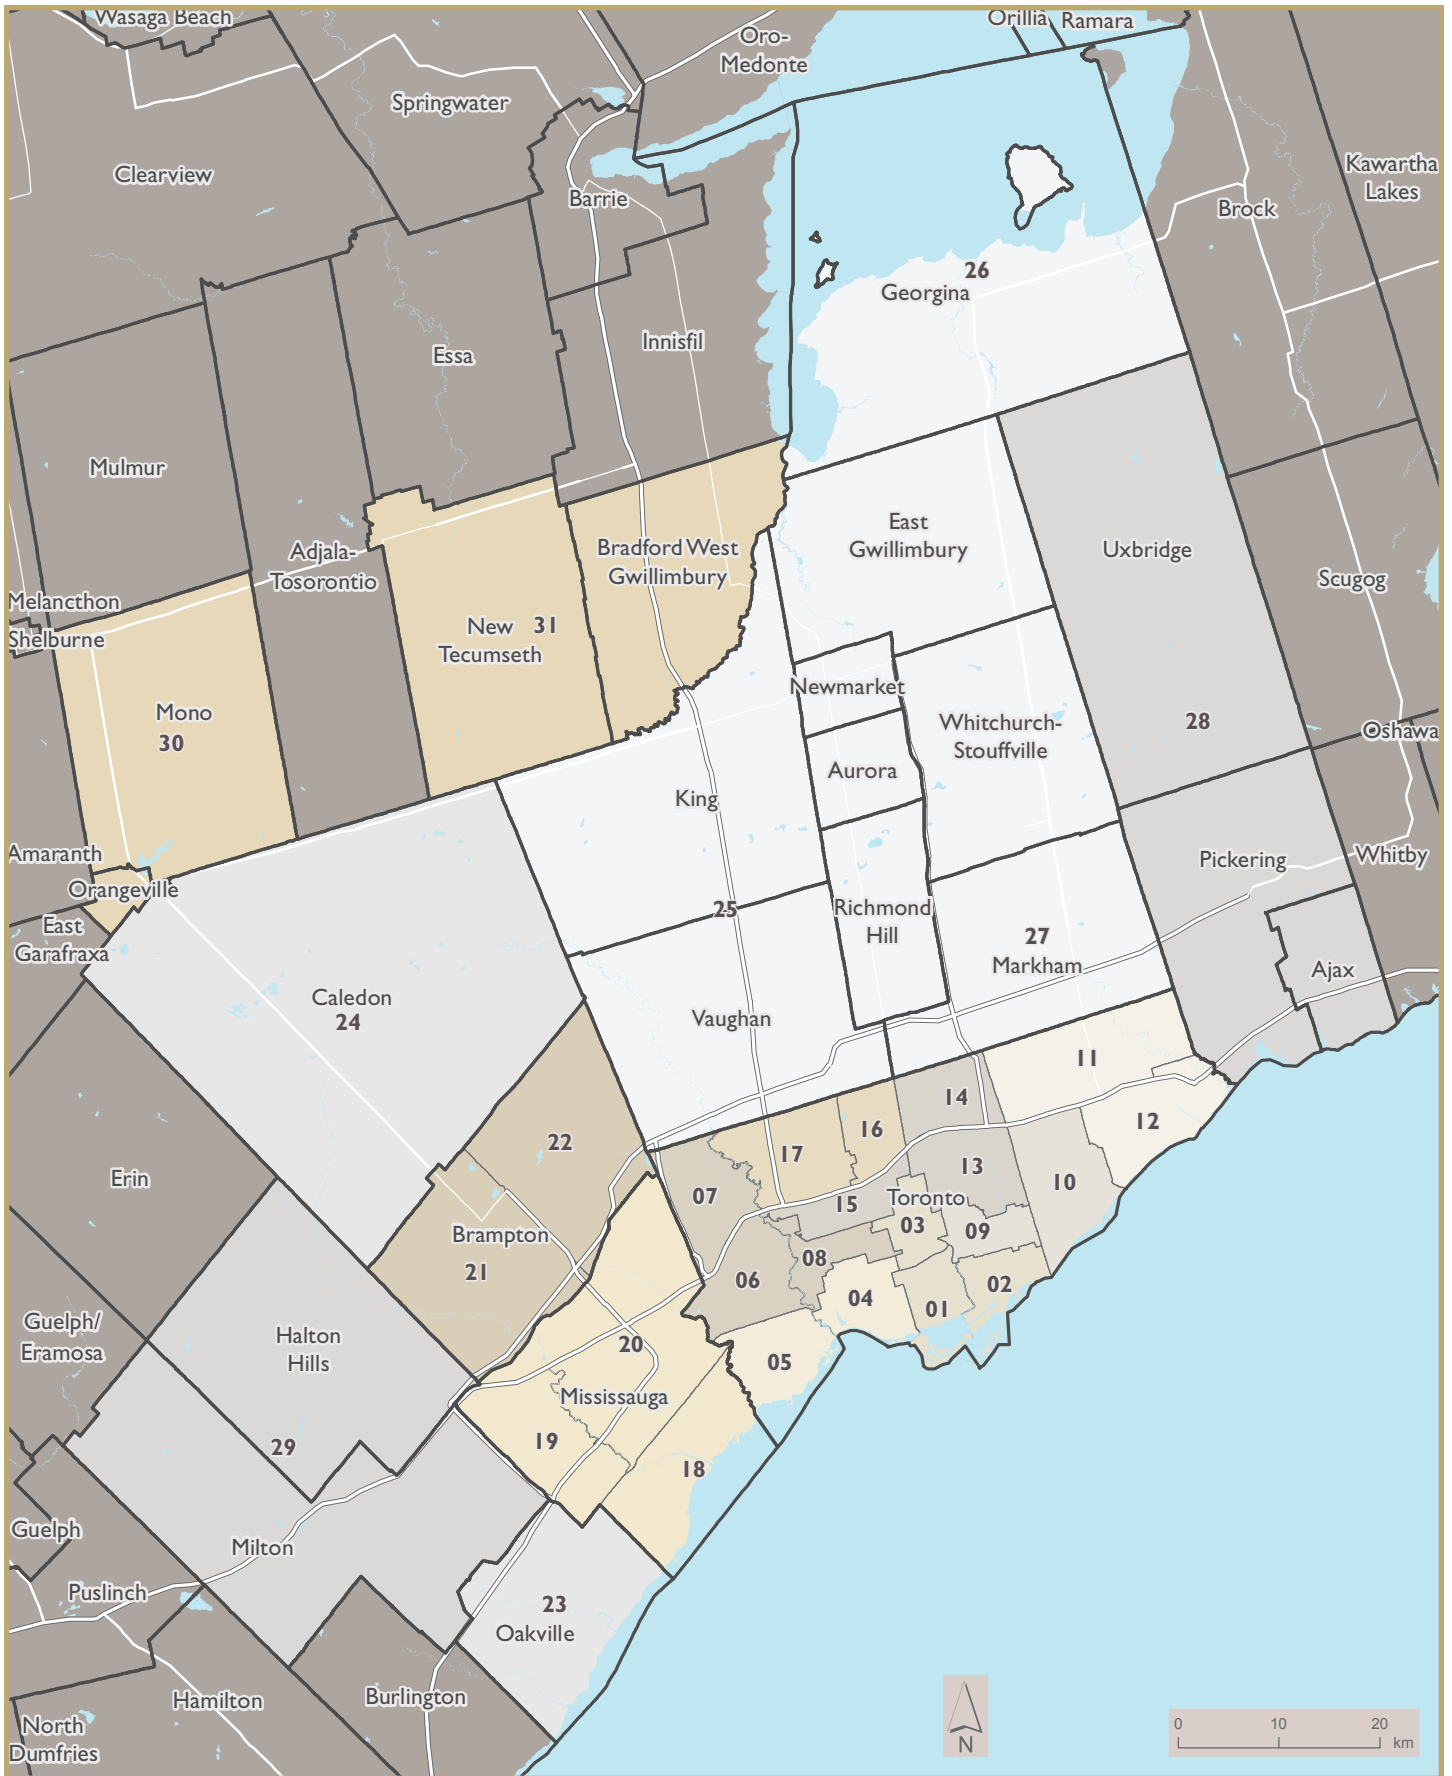 Wasaga Beach
Orillia
Ramara
Oro-
Medonte
Springwater
Clearview
Kawartha
Lakes
Barrie
Brock
26
Georgina
Innisfil
Essa
Mulmur
East
Gwillimbury
Uxbridge
Bradford West
Gwillimbury
Adjala-
Tosorontio
Scugog
Melancthon
Shelburne
New 31
Tecumseth
Newmarket
Mono
30
Whitchurch-
Stouffville
28
Oshawa
Aurora
King
Amaranth
Orangeville
Pickering
Whitby
East
Garafraxa
25
Richmond
Hill
27
Markham
Ajax
Caledon
24
Vaughan
11
14
12
22
16
17
13
Erin
07
15
Toronto
10
03
09
Brampton
21
08
06
02
04
01
Guelph/
Eramosa
Halton
Hills
20
05
Mississauga
29
19
18
Guelph
Milton
Puslinch
23
Oakville
Hamilton
Burlington
North
Dumfries
N
0 10 20
km